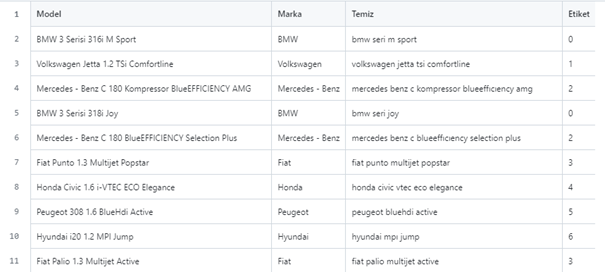 1 Model Marka Temiz Etiket
2 BMW 3 Serisi 316i M Sport BMW bmw seri m sport 0
3 Volkswagen Jetta 1.2 TSi Comfortline Volkswagen volkswagen jetta tsi comfortline 1
4 Mercedes - Benz C 180 Kompressor BlueEFFICIENCY AMG Mercedes - Benz mercedes benz c kompressor blueeffıcıency amg 2
5 BMW 3 Serisi 318i Joy BMW bmw seri joy 0
6 Mercedes - Benz C 180 BlueEFFICIENCY Selection Plus Mercedes - Benz mercedes benz c blueeffıcıency selection plus 2
7 Fiat Punto 1.3 Multijet Popstar Fiat fiat punto multijet popstar 3
8 Honda Civic 1.6 i-VTEC ECO Elegance Honda honda civic vtec eco elegance 4
9 Peugeot 308 1.6 BlueHdi Active Peugeot peugeot bluehdi active 5
10 Hyundai i20 1.2 MPI Jump Hyundai hyundai mpı jump 6
11 Fiat Palio 1.3 Multijet Active Fiat fiat palio multijet active 3